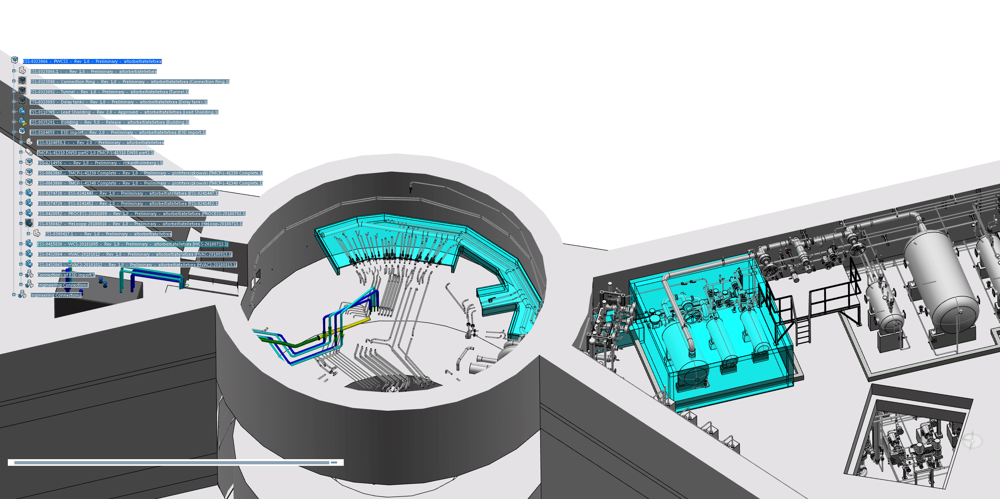 ESS-0323066 - PWCSS - Rev 1.0 - Preliminary - aitorbeitiatelletxea
ESS-0323066.1 - - Rev 1.0 - Preliminary - aitorbeitiatelletxea
ESS-0323090 - Connection Ring - Rev 1.0 - Preliminary - aitorbeitiatelletxea (Connection Ring.1)
ESS-0323092 - Tunnel - Rev 1.0 - Preliminary - aitorbeitiatelletxea (Tunnel.1)
ESS-0323093 - Delay tanks - Rev 1.0 - Preliminary - aitorbeitiatelletxea (Delay tanks.1)
ESS-0110365 - Lead Shielding - Rev 2.0 - Approved - aitorbeitiatelletxea (Lead Shielding.1)
ESS-0025201 - Building - Rev 5.0 - Release - aitorbeitiatelletxea (Building.1)
ESS-0104858 - E3D import - Rev 2.0 - Preliminary - aitorbeitiatelletxea (E3D import.1)
ESS-0104858.1 - - Rev 2.0 - Preliminary - aitorbeitiatelletxea
TMCP-L-41310 DN50 part2 1.0 (TMCP-L-41310 DN50 part2.1)
ESS-0214956 - - Rev 1.0 - Preliminary - rickardholmberg (.1)
ESS-0063867 - TMCP-L-41330 Complete - Rev 1.0 - Preliminary - piotrtereszkowski (TMCP-L-41330 Complete.1)
ESS-0063868 - TMCP-L-41340 Complete - Rev 1.0 - Preliminary - piotrtereszkowski (TMCP-L-41340 Complete.1)
ESS-0274728 - ESS-0241447 - Rev 1.0 - Preliminary - aitorbeitiatelletxea (ESS-0241447.1)
ESS-0274729 - ESS-0241452 - Rev 1.0 - Preliminary - aitorbeitiatelletxea (ESS-0241452.1)
ESS-0420052 - PROCESS-20181009 - Rev 1.0 - Preliminary - aitorbeitiatelletxea (PROCESS-20180702.1)
ESS-0380417 - HeLoopp 20180810 - Rev 1.0 - Preliminary - aitorbeitiatelletxea (HeLoop-20180713.1)
ESS-0380417.1 - - Rev 1.0 - Preliminary - aitorbeitiatelletxea
ESS-0415830 - WCS-20181005 - Rev 1.0 - Preliminary - aitorbeitiatelletxea (WCS-20180713.1)
ESS-0432064 - HVAC-20181012 - Rev 1.0 - Preliminary - aitorbeitiatelletxea (HVAC-20180913.1)
ESS-0432061 - HVAC2-20181012 - Rev 1.0 - Preliminary - aitorbeitiatelletxea (HVAC2-20180913.1)
Connections of E3D import.1
Engineering Connections
Engineering Connections